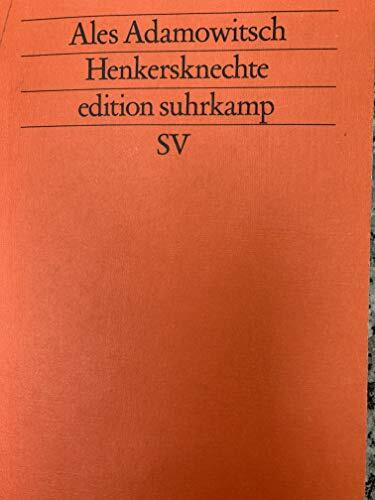 Ales Adamowitsch
Henkersknechte
edition suhrkamp
SV